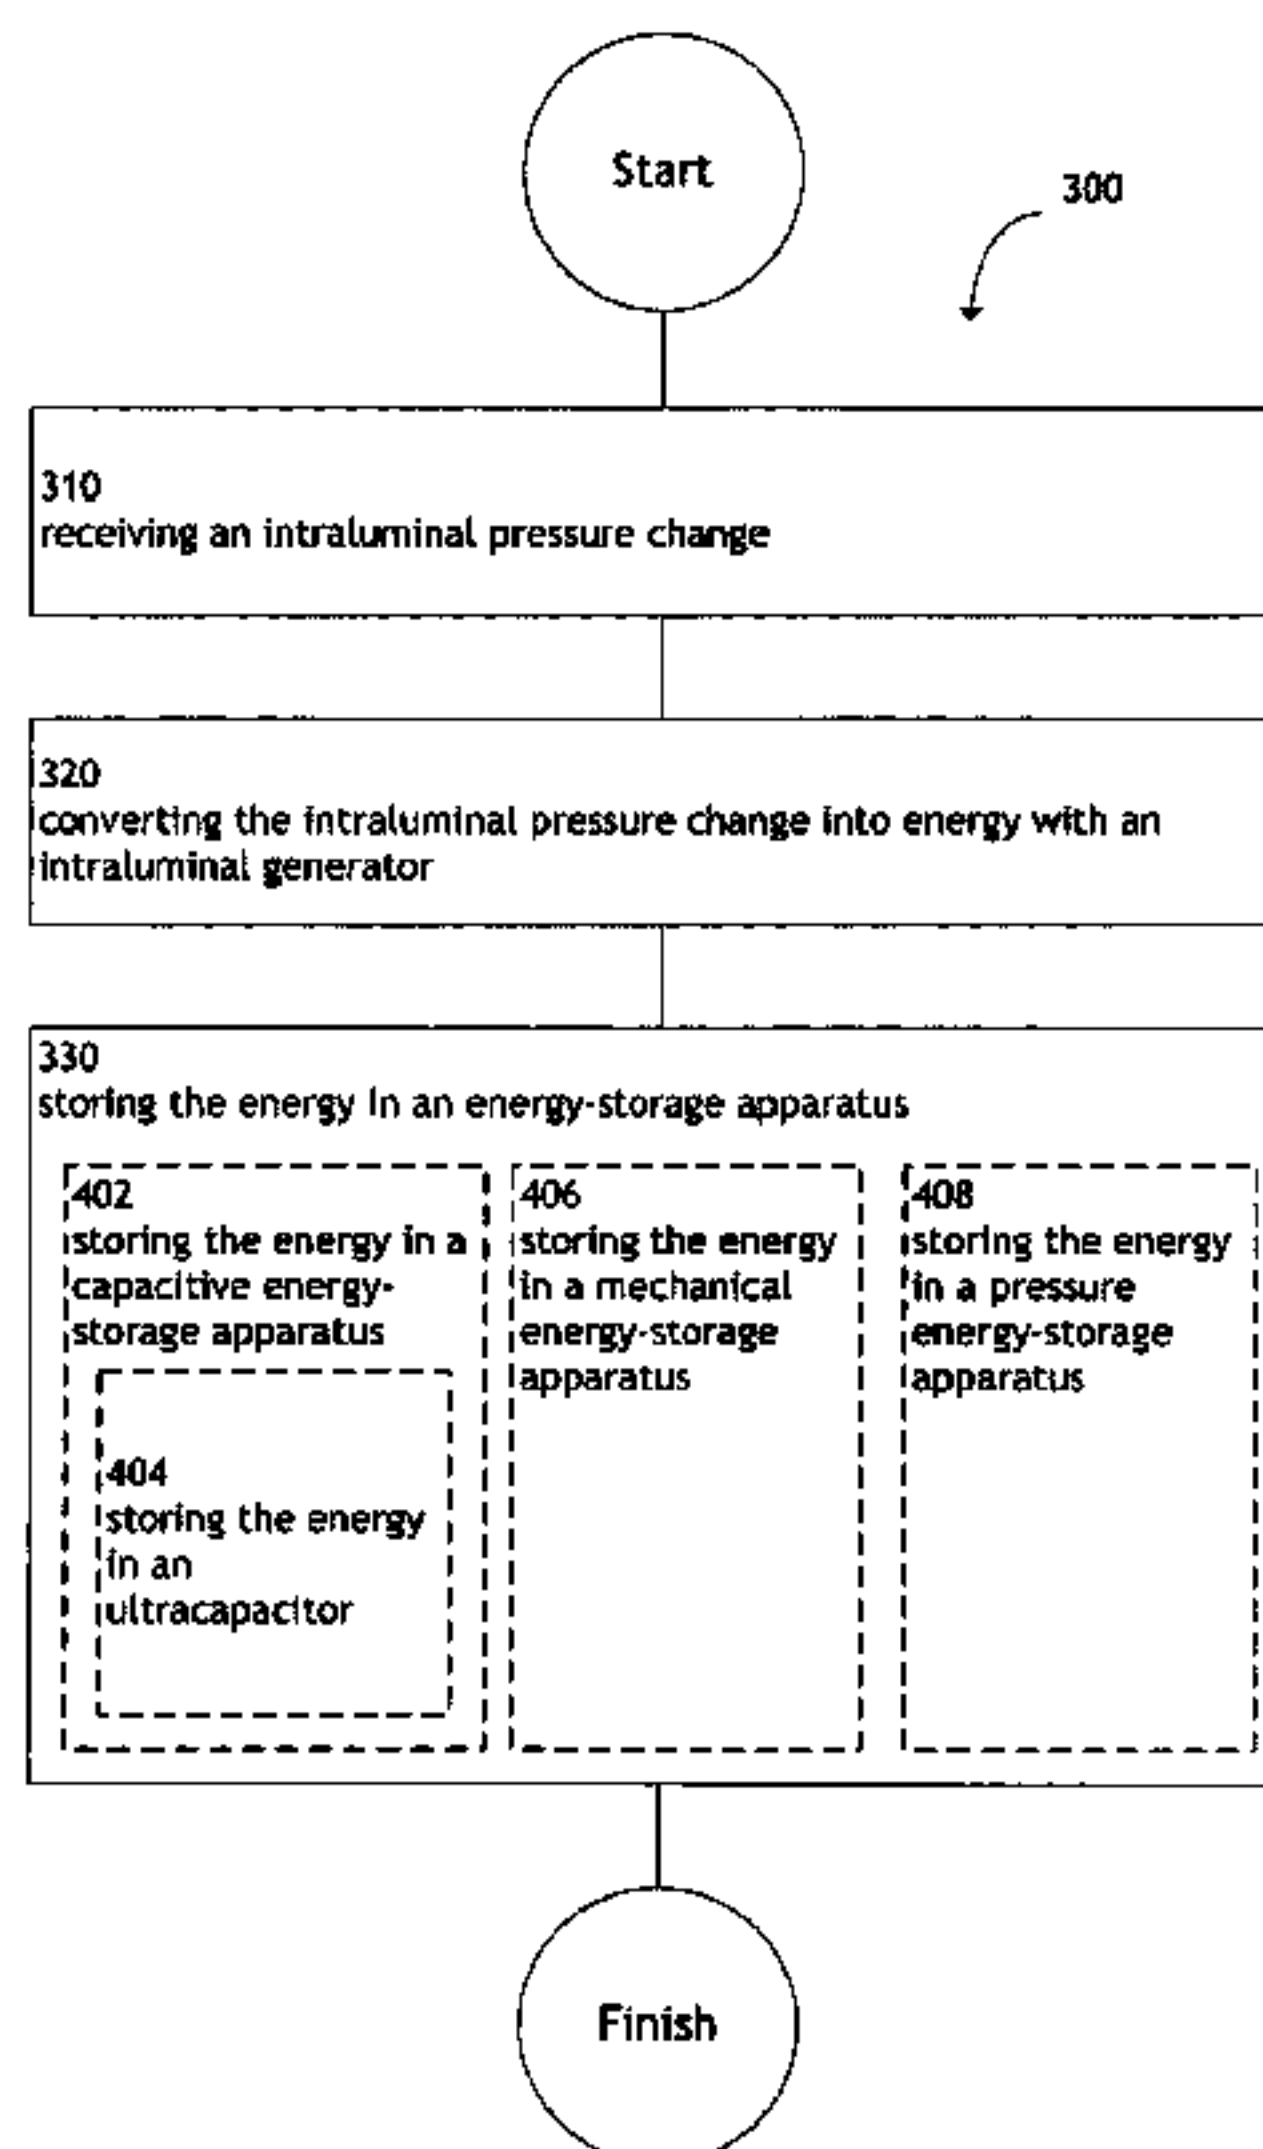 Start
300
310
receiving an intraluminal pressure change
320
converting the intraluminal pressure change into energy with an
intraluminal generator
330
storing the energy in an energy-storage apparatus
402
storing the energy in a
capacitive energy-
storage apparatus
404
storing the energy
in an
ultracapacitor
406
storing the energy
in a mechanical
energy-storage
apparatus
408
storing the energy
in a pressure
energy-storage
apparatus
Finish